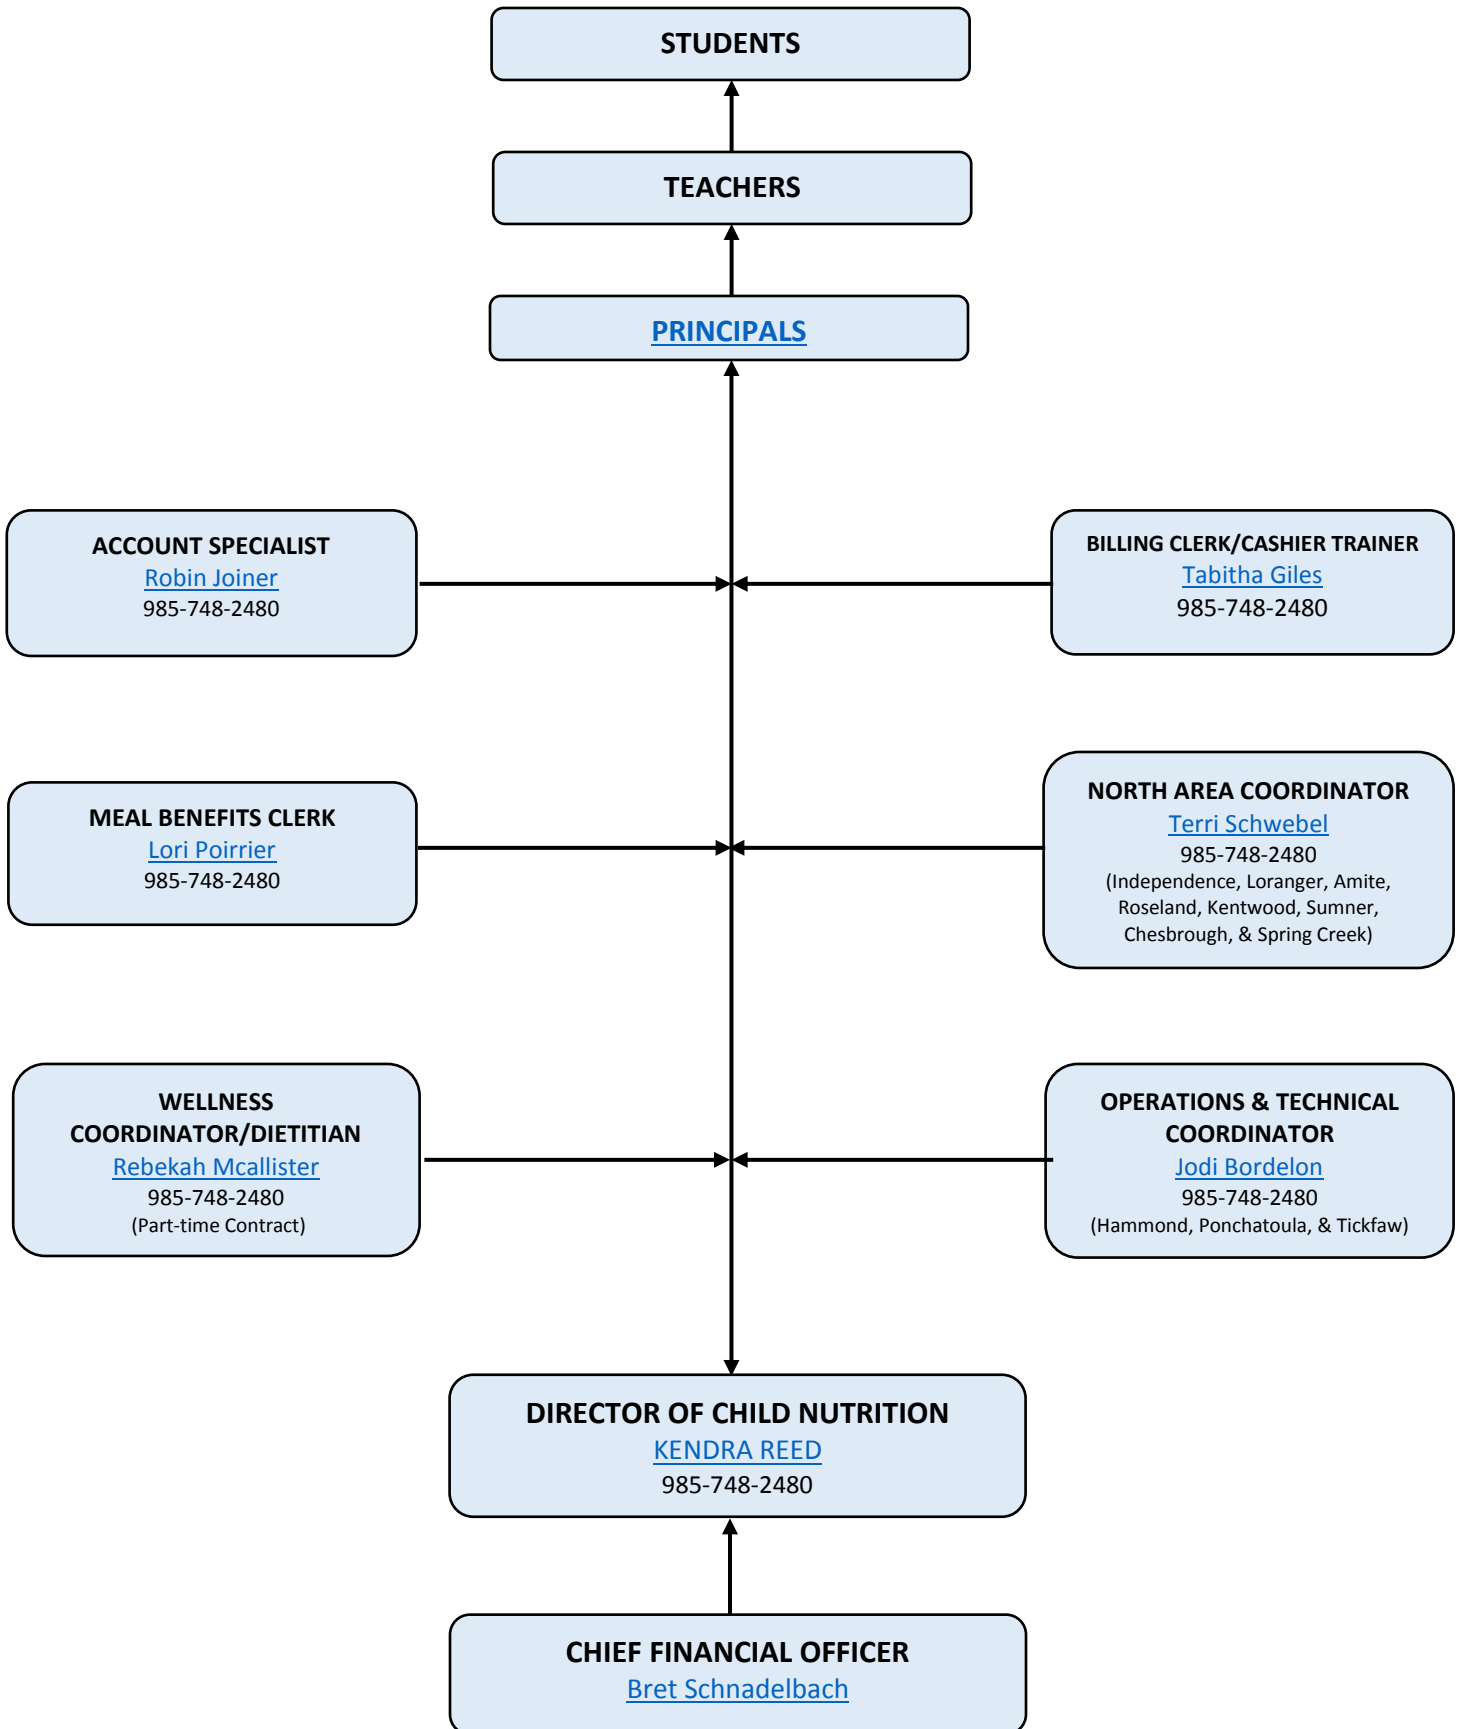 STUDENTS
TEACHERS
PRINCIPALS
ACCOUNT SPECIALIST
Robin Joiner
985-748-2480
BILLING CLERK/CASHIER TRAINER
Tabitha Giles
985-748-2480
MEAL BENEFITS CLERK
Lori Poirrier
985-748-2480
NORTH AREA COORDINATOR
Terri Schwebel
985-748-2480
(Independence, Loranger, Amite,
Roseland, Kentwood, Sumner,
Chesbrough, & Spring Creek)
WELLNESS
COORDINATOR/DIETITIAN
Rebekah Mcallister
985-748-2480
(Part-time Contract)
OPERATIONS & TECHNICAL
COORDINATOR
Jodi Bordelon
985-748-2480
(Hammond, Ponchatoula, & Tickfaw)
DIRECTOR OF CHILD NUTRITION
KENDRA REED
985-748-2480
CHIEF FINANCIAL OFFICER
Bret Schnadelbach